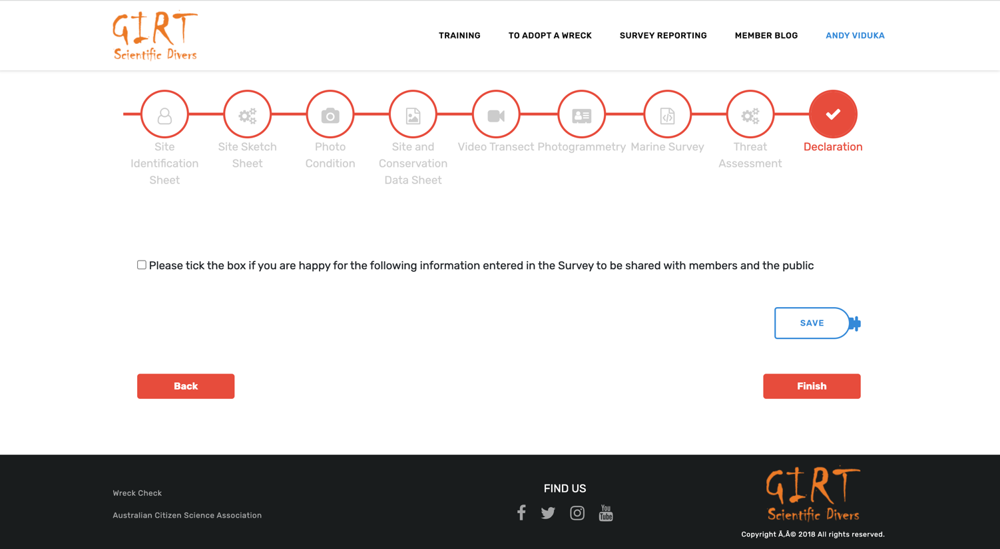 GIRT
Scientific Divers
TRAINING
TO ADOPT A WRECK
SURVEY REPORTING
MEMBER BLOG
ANDY VIDUKA
Site
Identification
Sheet
Site Sketch
Sheet
Photo
Condition
Site and
Conservation
Data Sheet
Video Transect
Photogrammetry
Marine Survey
Threat
Assessment
Declaration
Please tick the box if you are happy for the following information entered in the Survey to be shared with members and the public
SAVE
Back
Finish
Wreck Check
Australian Citizen Science Association
FIND US
You
Tube
GIRT
Scientific Divers
Copyright Ã‚Â© 2018 All rights reserved.